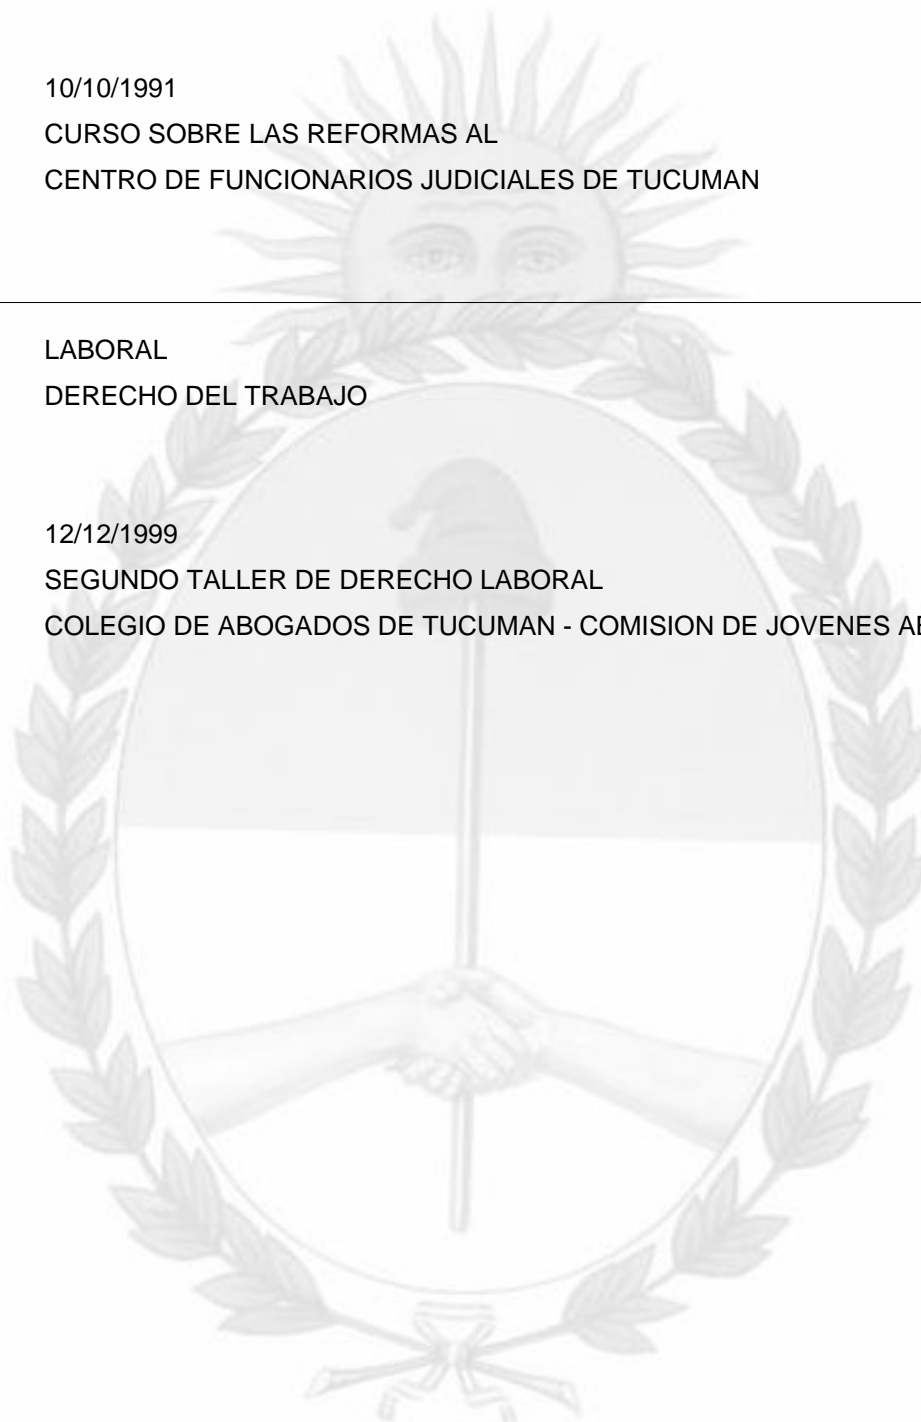 10/10/1991
CURSO SOBRE LAS REFORMAS AL
CENTRO DE FUNCIONARIOS JUDICIALES DE TUCUMAN
LABORAL
DERECHO DEL TRABAJO
12/12/1999
SEGUNDO TALLER DE DERECHO LABORAL
COLEGIO DE ABOGADOS DE TUCUMAN - COMISION DE JOVENES